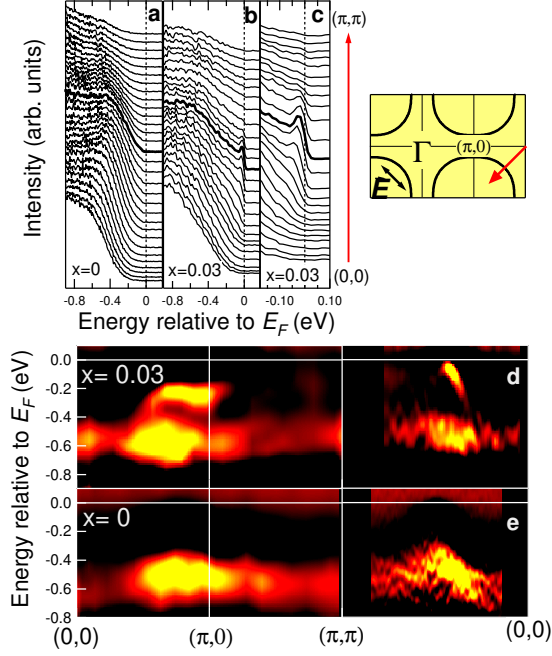 a
b
c
Intensity (arb. units)
x=0
x=0.03
x=0.03
(π,π)
(0,0)
-0.8
-0.4
0
-0.8
-0.4
0
-0.10
0.10
Energy relative to E_F (eV)
Γ
(π,0)
E
Energy relative to E_F (eV)
0.0
-0.2
-0.4
-0.6
-0.8
x= 0.03
d
0.0
-0.2
-0.4
-0.6
-0.8
x= 0
e
(0,0)
(π,0)
(π,π)
(0,0)